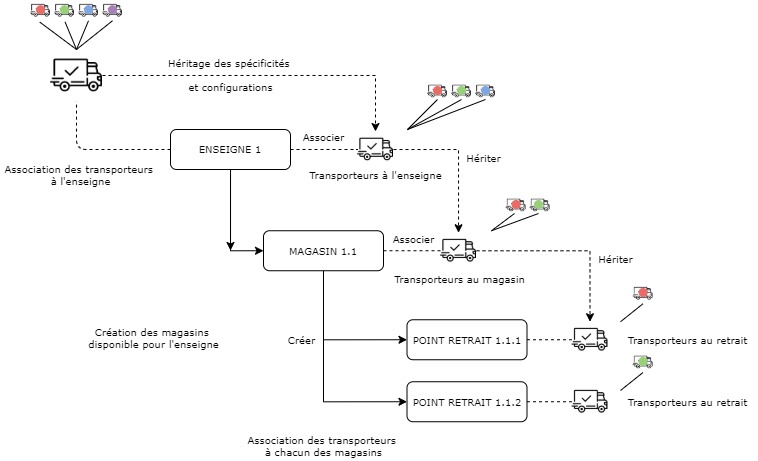 Héritage des spécificités
et configurations
ENSEIGNE 1
Associer
Transporteurs à l'enseigne
Hériter
Association des transporteurs
à l'enseigne
MAGASIN 1.1
Associer
Transporteurs au magasin
Hériter
Création des magasins
disponible pour l'enseigne
Créer
POINT RETRAIT 1.1.1
Transporteurs au retrait
POINT RETRAIT 1.1.2
Transporteurs au retrait
Association des transporteurs
à chacun des magasins